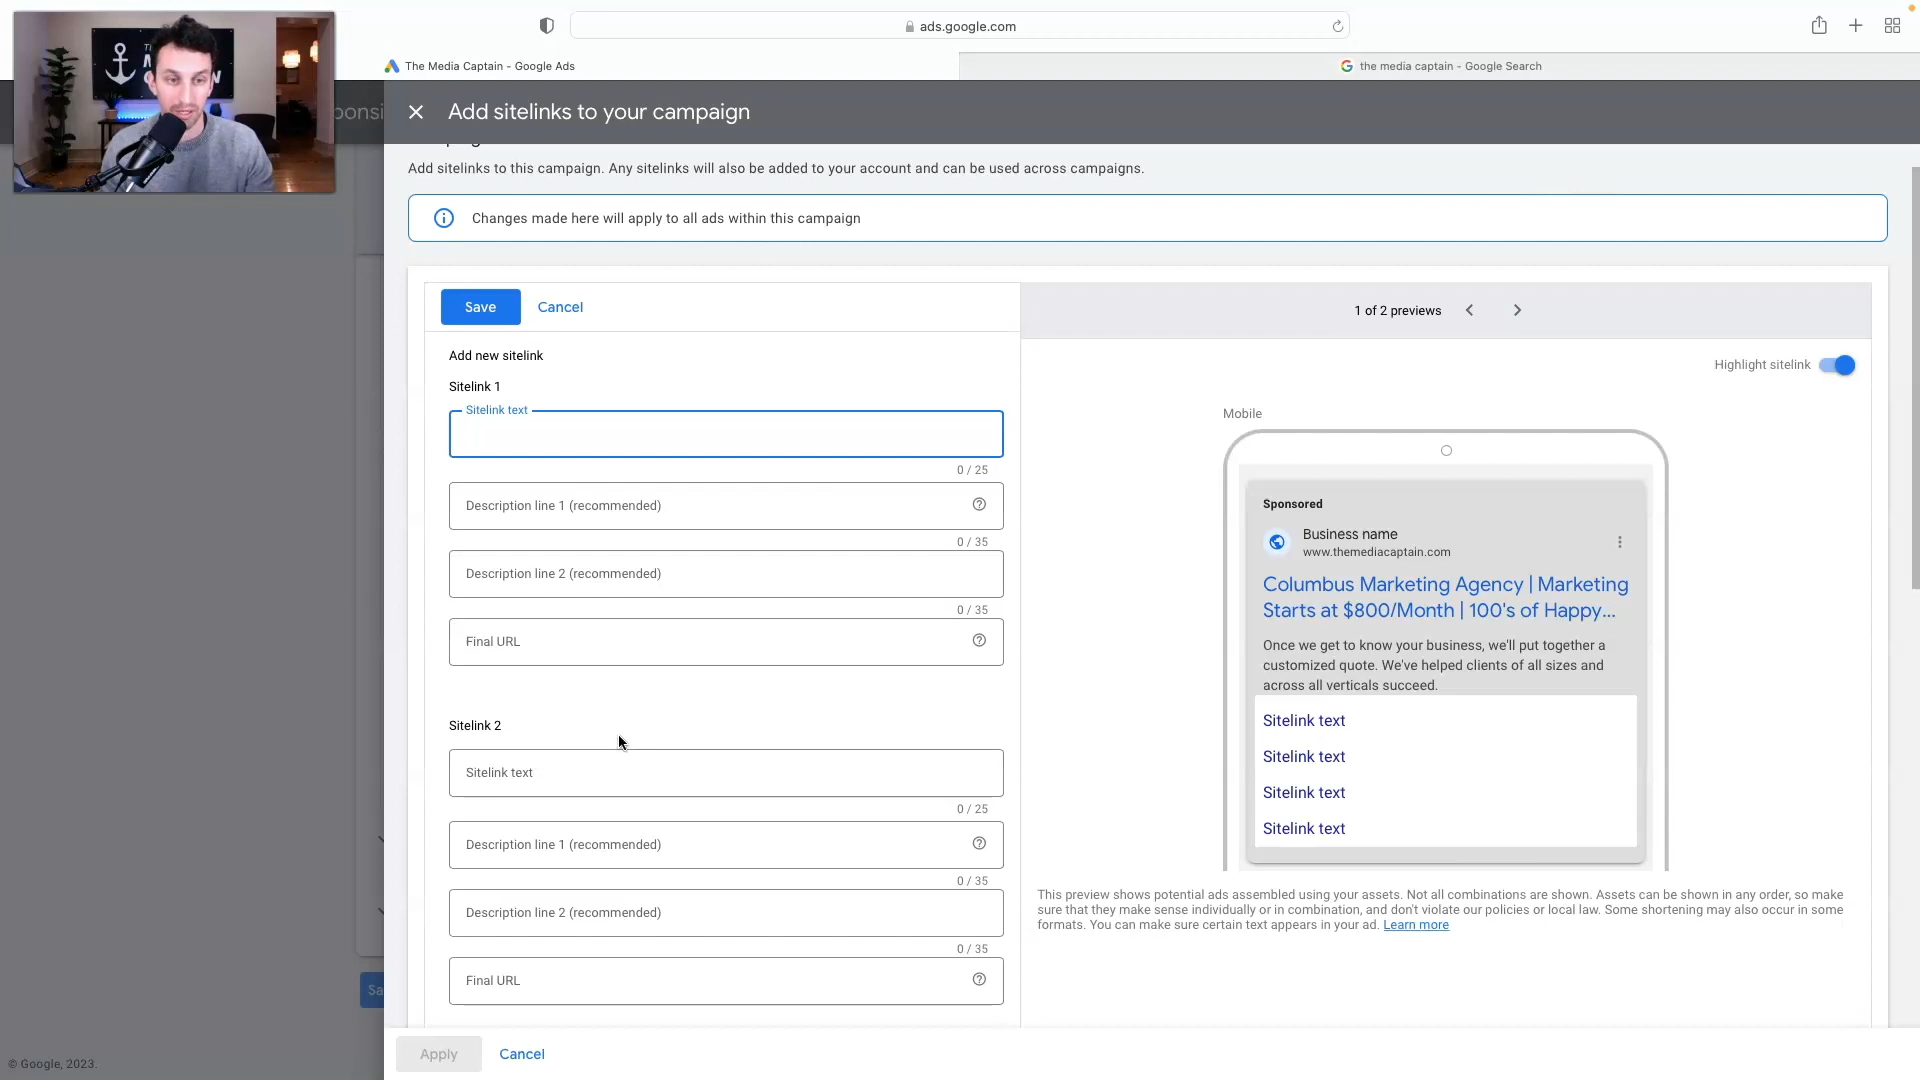 ads.google.com
The Media Captain - Google Ads
the media captain - Google Search
Add sitelinks to your campaign
Add sitelinks to this campaign. Any sitelinks will also be added to your account and can be used across campaigns.
Changes made here will apply to all ads within this campaign
Save
Cancel
Add new sitelink
Sitelink 1
Sitelink text
0 / 25
Description line 1 (recommended)
0 / 35
Description line 2 (recommended)
0 / 35
Final URL
Sitelink 2
Sitelink text
0 / 25
Description line 1 (recommended)
0 / 35
Description line 2 (recommended)
0 / 35
Final URL
1 of 2 previews
Highlight sitelink
Mobile
Sponsored
Business name
www.themediacaptain.com
Columbus Marketing Agency | Marketing
Starts at $800/Month | 100's of Happy...
Once we get to know your business, we'll put together a
customized quote. We've helped clients of all sizes and
across all verticals succeed.
Sitelink text
Sitelink text
Sitelink text
Sitelink text
This preview shows potential ads assembled using your assets. Not all combinations are shown. Assets can be shown in any order, so make
sure that they make sense individually or in combination, and don't violate our policies or local law. Some shortening may also occur in some
formats. You can make sure certain text appears in your ad. Learn more
Apply
Cancel
© Google, 2023.